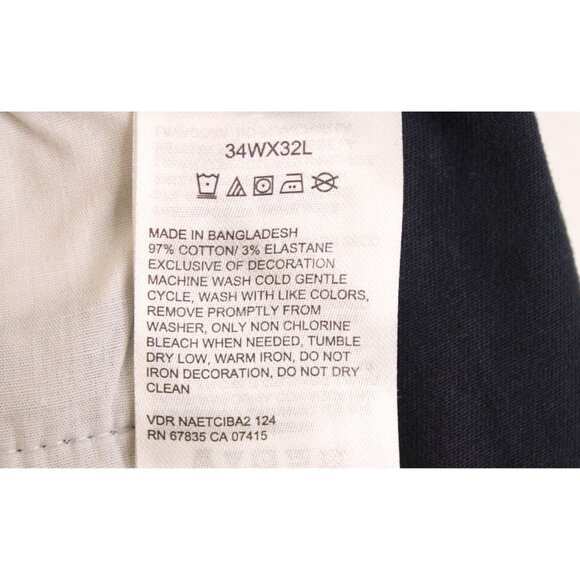 34WX32L
MADE IN BANGLADESH
97% COTTON/ 3% ELASTANE
EXCLUSIVE OF DECORATION
MACHINE WASH COLD GENTLE
CYCLE, WASH WITH LIKE COLORS,
REMOVE PROMPTLY FROM
WASHER, ONLY NON CHLORINE
BLEACH WHEN NEEDED, TUMBLE
DRY LOW, WARM IRON, DO NOT
IRON DECORATION, DO NOT DRY
CLEAN
VDR NAETCIBA2 124
RN 67835 CA 07415